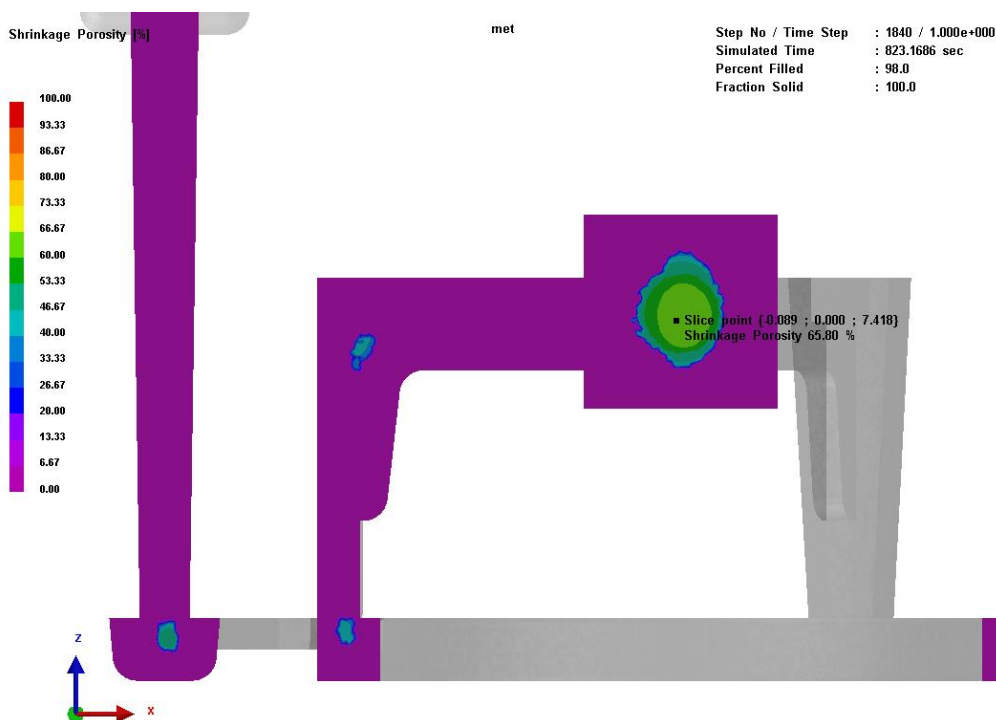 Shrinkage Porosity [%]
met
Step No / Time Step : 1840 / 1.000e+000
Simulated Time : 823.1686 sec
Percent Filled : 98.0
Fraction Solid : 100.0
100.00
93.33
86.67
80.00
73.33
66.67
60.00
53.33
46.67
40.00
33.33
26.67
20.00
13.33
6.67
0.00
Slice point {-0.089 ; 0.000 ; 7.418}
Shrinkage Porosity 65.80 %
Z
X